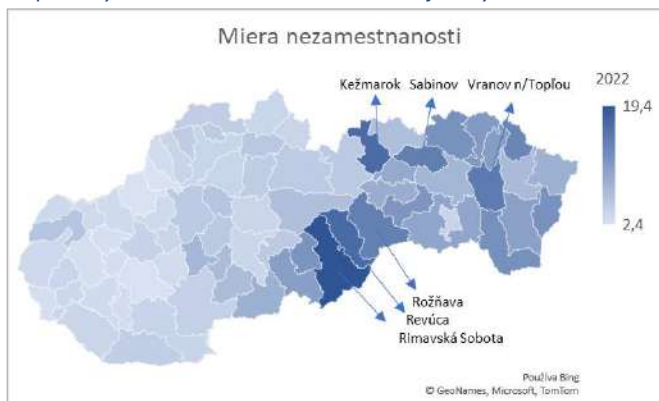 Miera nezamestnanosti
Kežmarok Sabinov Vranov n/Topľou
2022
19,4
2,4
Rožňava
Revúca
Rimavská Sobota
Používa Bing
© GeoNames, Microsoft, TomTom